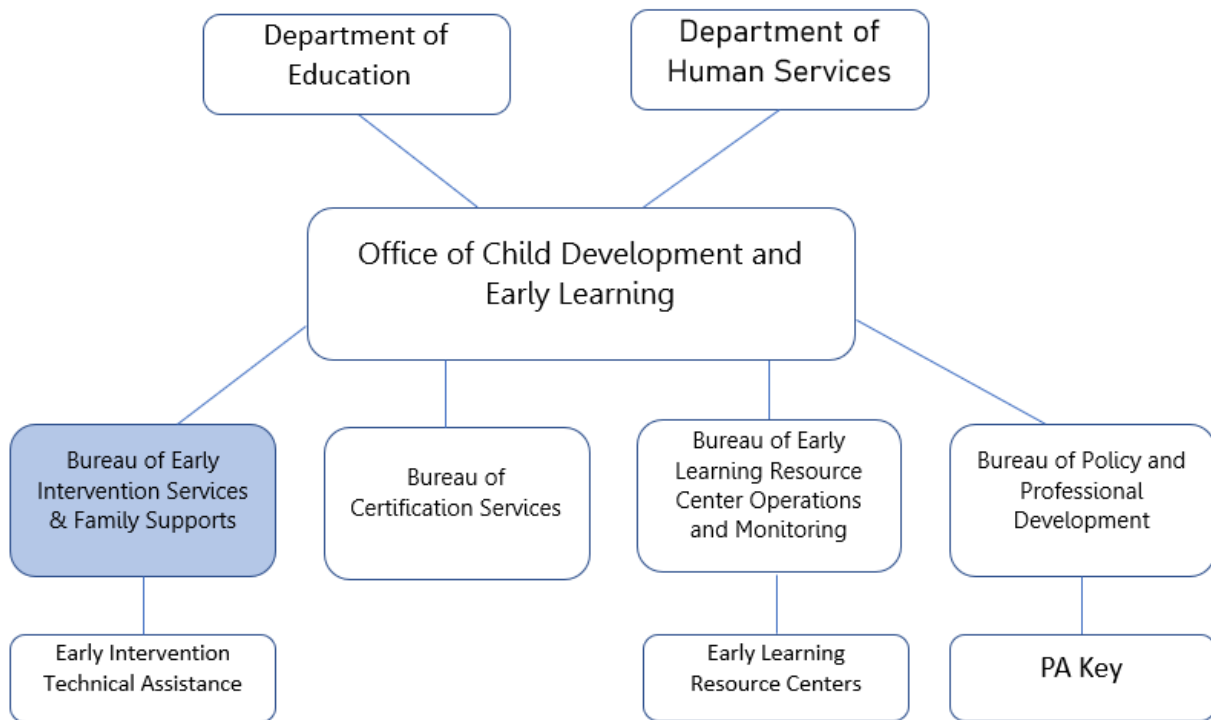 Department of
Education
Department of
Human Services
Office of Child Development and
Early Learning
Bureau of Early
Intervention Services
& Family Supports
Bureau of
Certification Services
Bureau of Early
Learning Resource
Center Operations
and Monitoring
Bureau of Policy and
Professional
Development
Early Intervention
Technical Assistance
Early Learning
Resource Centers
PA Key